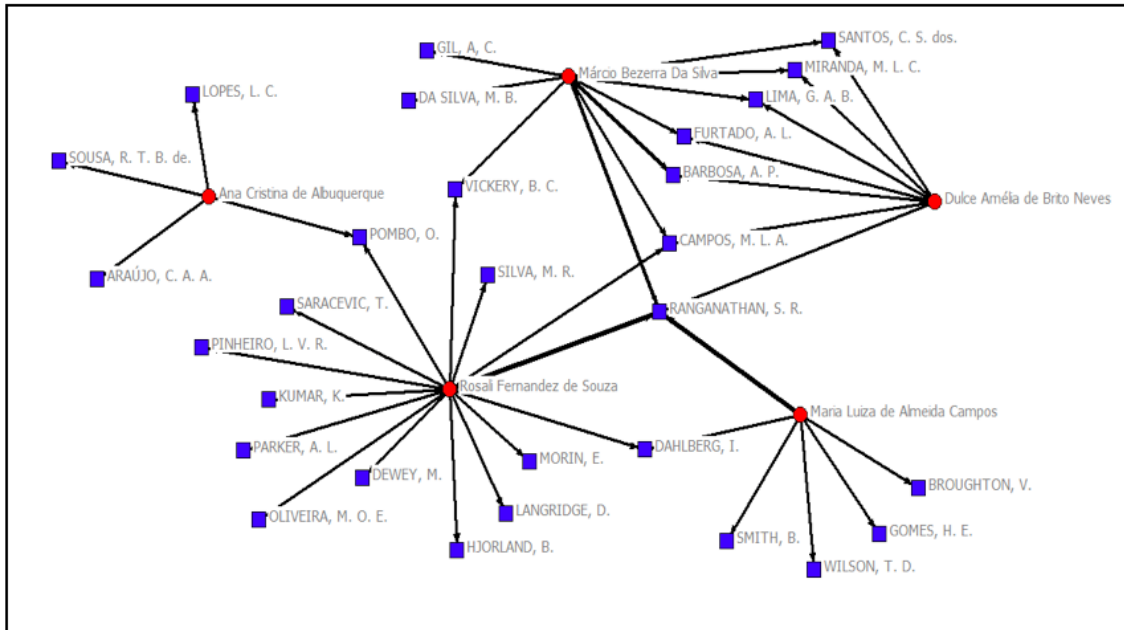 SANTOS, C. S. dos.
GIL, A, C.
MIRANDA, M. L. C.
Márcio Bezerra Da Silva
LOPES, L. C.
LIMA, G. A. B.
DA SILVA, M. B.
FURTADO, A. L.
SOUSA, R. T. B. de.
BARBOSA, A. P.
VICKERY, B. C.
Ana Cristina de Albuquerque
Dulce Amélia de Brito Neves
POMBO, O.
CAMPOS, M. L. A.
SILVA, M. R.
ARAÚJO, C. A. A.
SARACEVIC, T.
RANGANATHAN, S. R.
PINHEIRO, L. V. R.
Rosali Fernandez de Souza
KUMAR, K.
Maria Luiza de Almeida Campos
PARKER, A. L.
DAHLBERG, I.
MORIN, E.
DEWEY, M.
BROUGHTON, V.
LANGRIDGE, D.
OLIVEIRA, M. O. E.
GOMES, H. E.
SMITH, B.
HJORLAND, B.
WILSON, T. D.